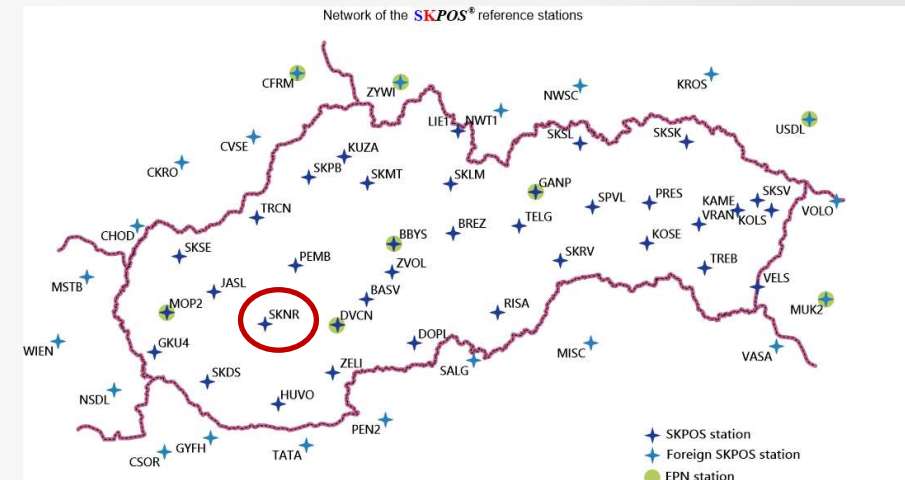 Network of the SKPOS® reference stations
CFRM
ZYWI
KROS
NWSC
NWT1
LIE1
USDL
CVSE
SKSL
SKSK
KUZA
CKRO
SKPB
SKMT
SKLM
GANP
SPVL
PRES
KAME
SKSV
VRAN
KOLS
VOLO
TRCN
TELG
BREZ
CHOD
SKSE
BBYS
KOSE
PEMB
ZVOL
SKRV
TREB
MSTB
JASL
BASV
VELS
MOP2
SKNR
DVCN
RISA
MUK2
WIEN
GKU4
DOPL
MISC
VASA
SALG
ZELI
SKDS
NSDL
HUVO
PEN2
GYFH
CSOR
TATA
SKPOS station
Foreign SKPOS station
EPN station